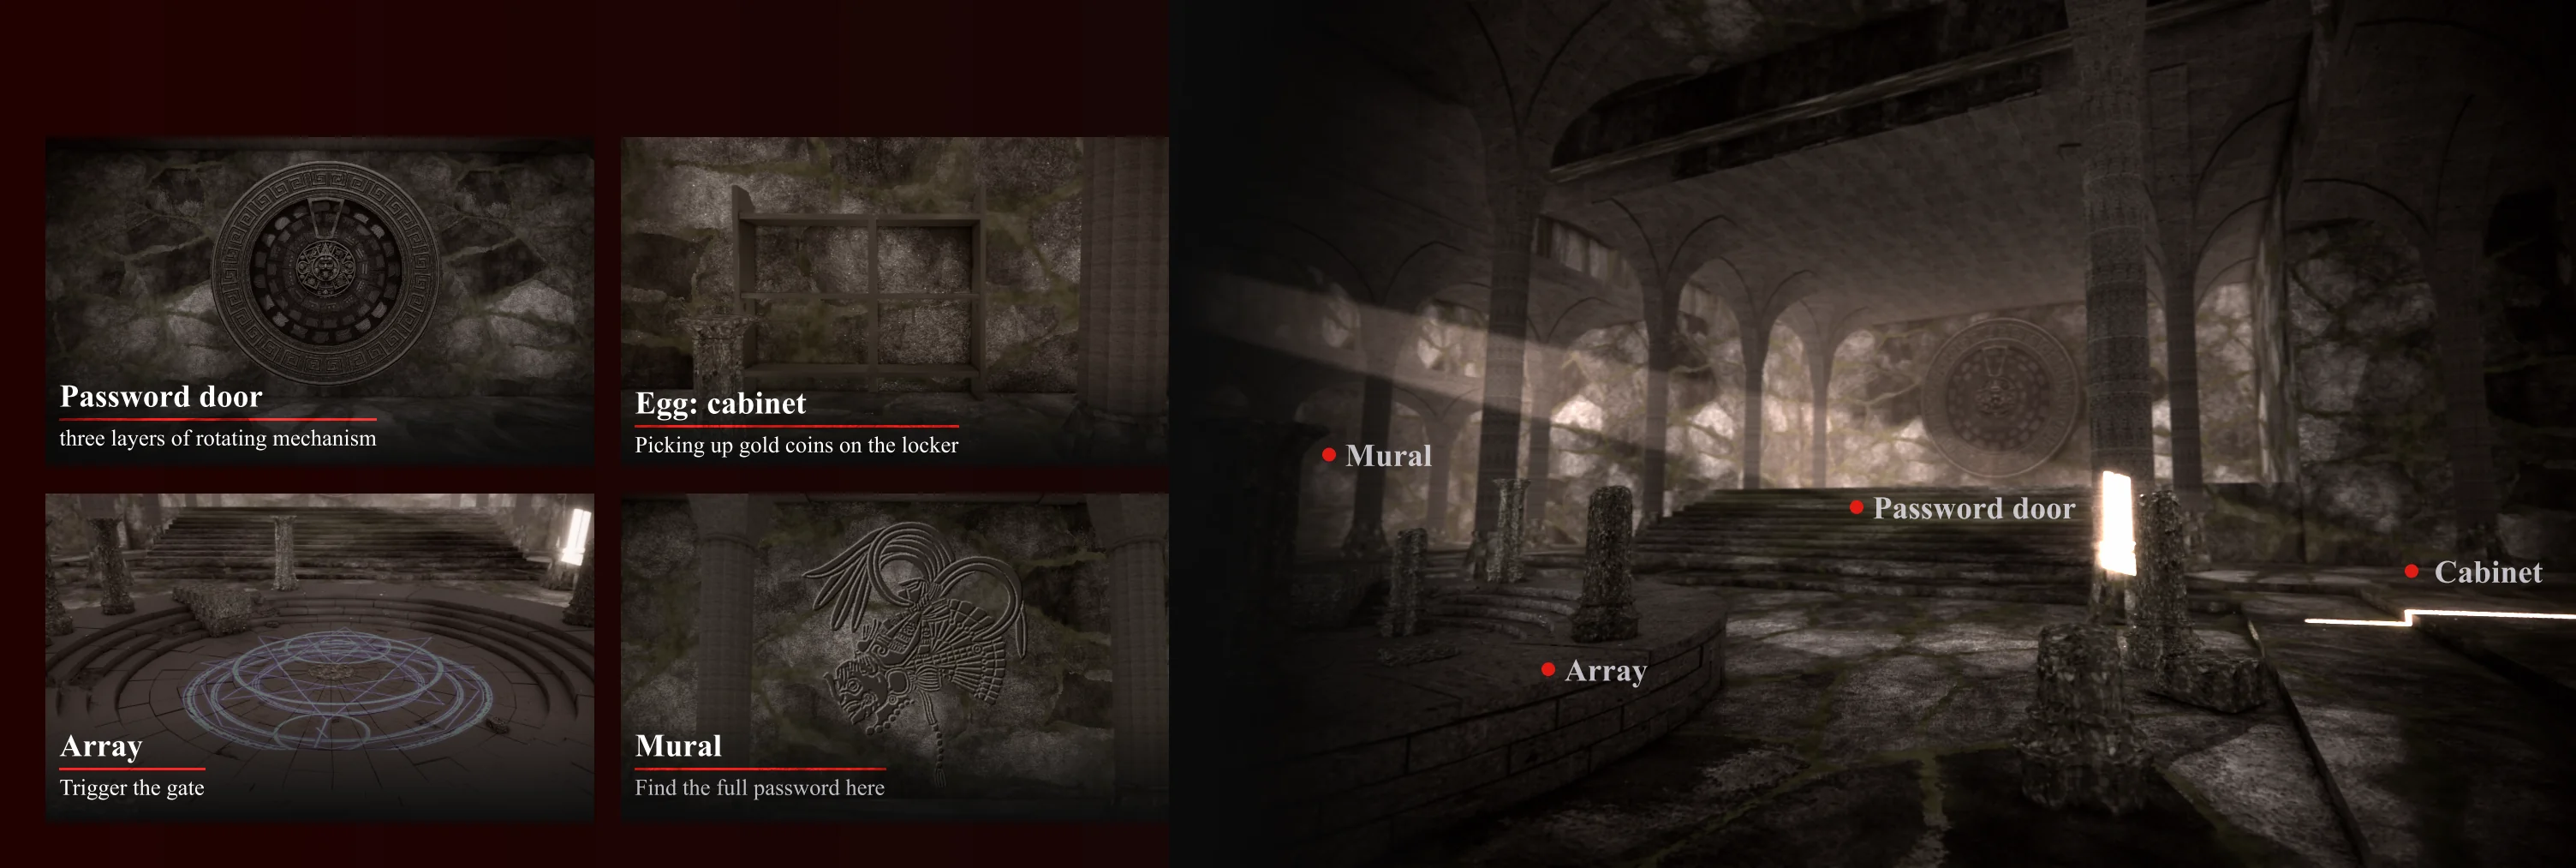 Password door
three layers of rotating mechanism
Egg: cabinet
Picking up gold coins on the locker
Array
Trigger the gate
Mural
Find the full password here
Mural
Password door
Cabinet
Array